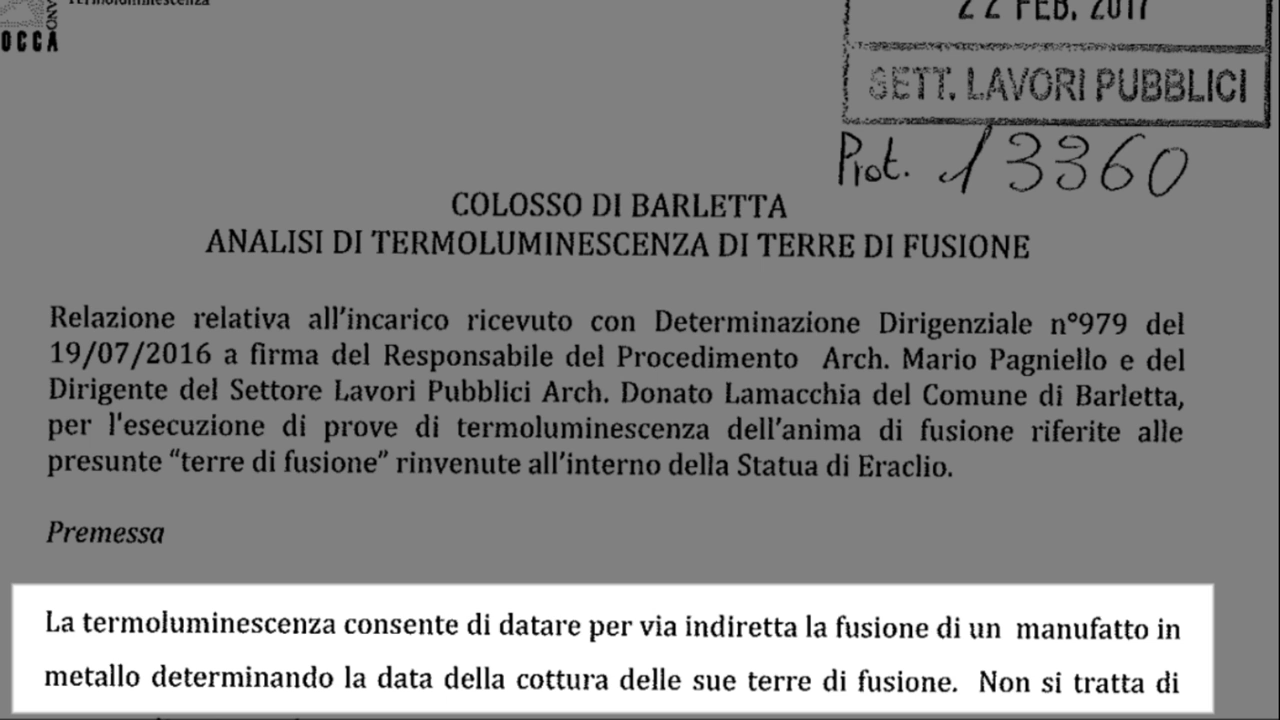 Termoluminescenza
OCCA
22 FEB. 2017
SETT. LAVORI PUBBLICI
Prot. 13360
COLOSSO DI BARLETTA
ANALISI DI TERMOLUMINESCENZA DI TERRE DI FUSIONE
Relazione relativa all'incarico ricevuto con Determinazione Dirigenziale n°979 del
19/07/2016 a firma del Responsabile del Procedimento Arch. Mario Pagniello e del
Dirigente del Settore Lavori Pubblici Arch. Donato Lamacchia del Comune di Barletta,
per l'esecuzione di prove di termoluminescenza dell'anima di fusione riferite alle
presunte "terre di fusione" rinvenute all'interno della Statua di Eraclio.
Premessa
La termoluminescenza consente di datare per via indiretta la fusione di un manufatto in
metallo determinando la data della cottura delle sue terre di fusione. Non si tratta di